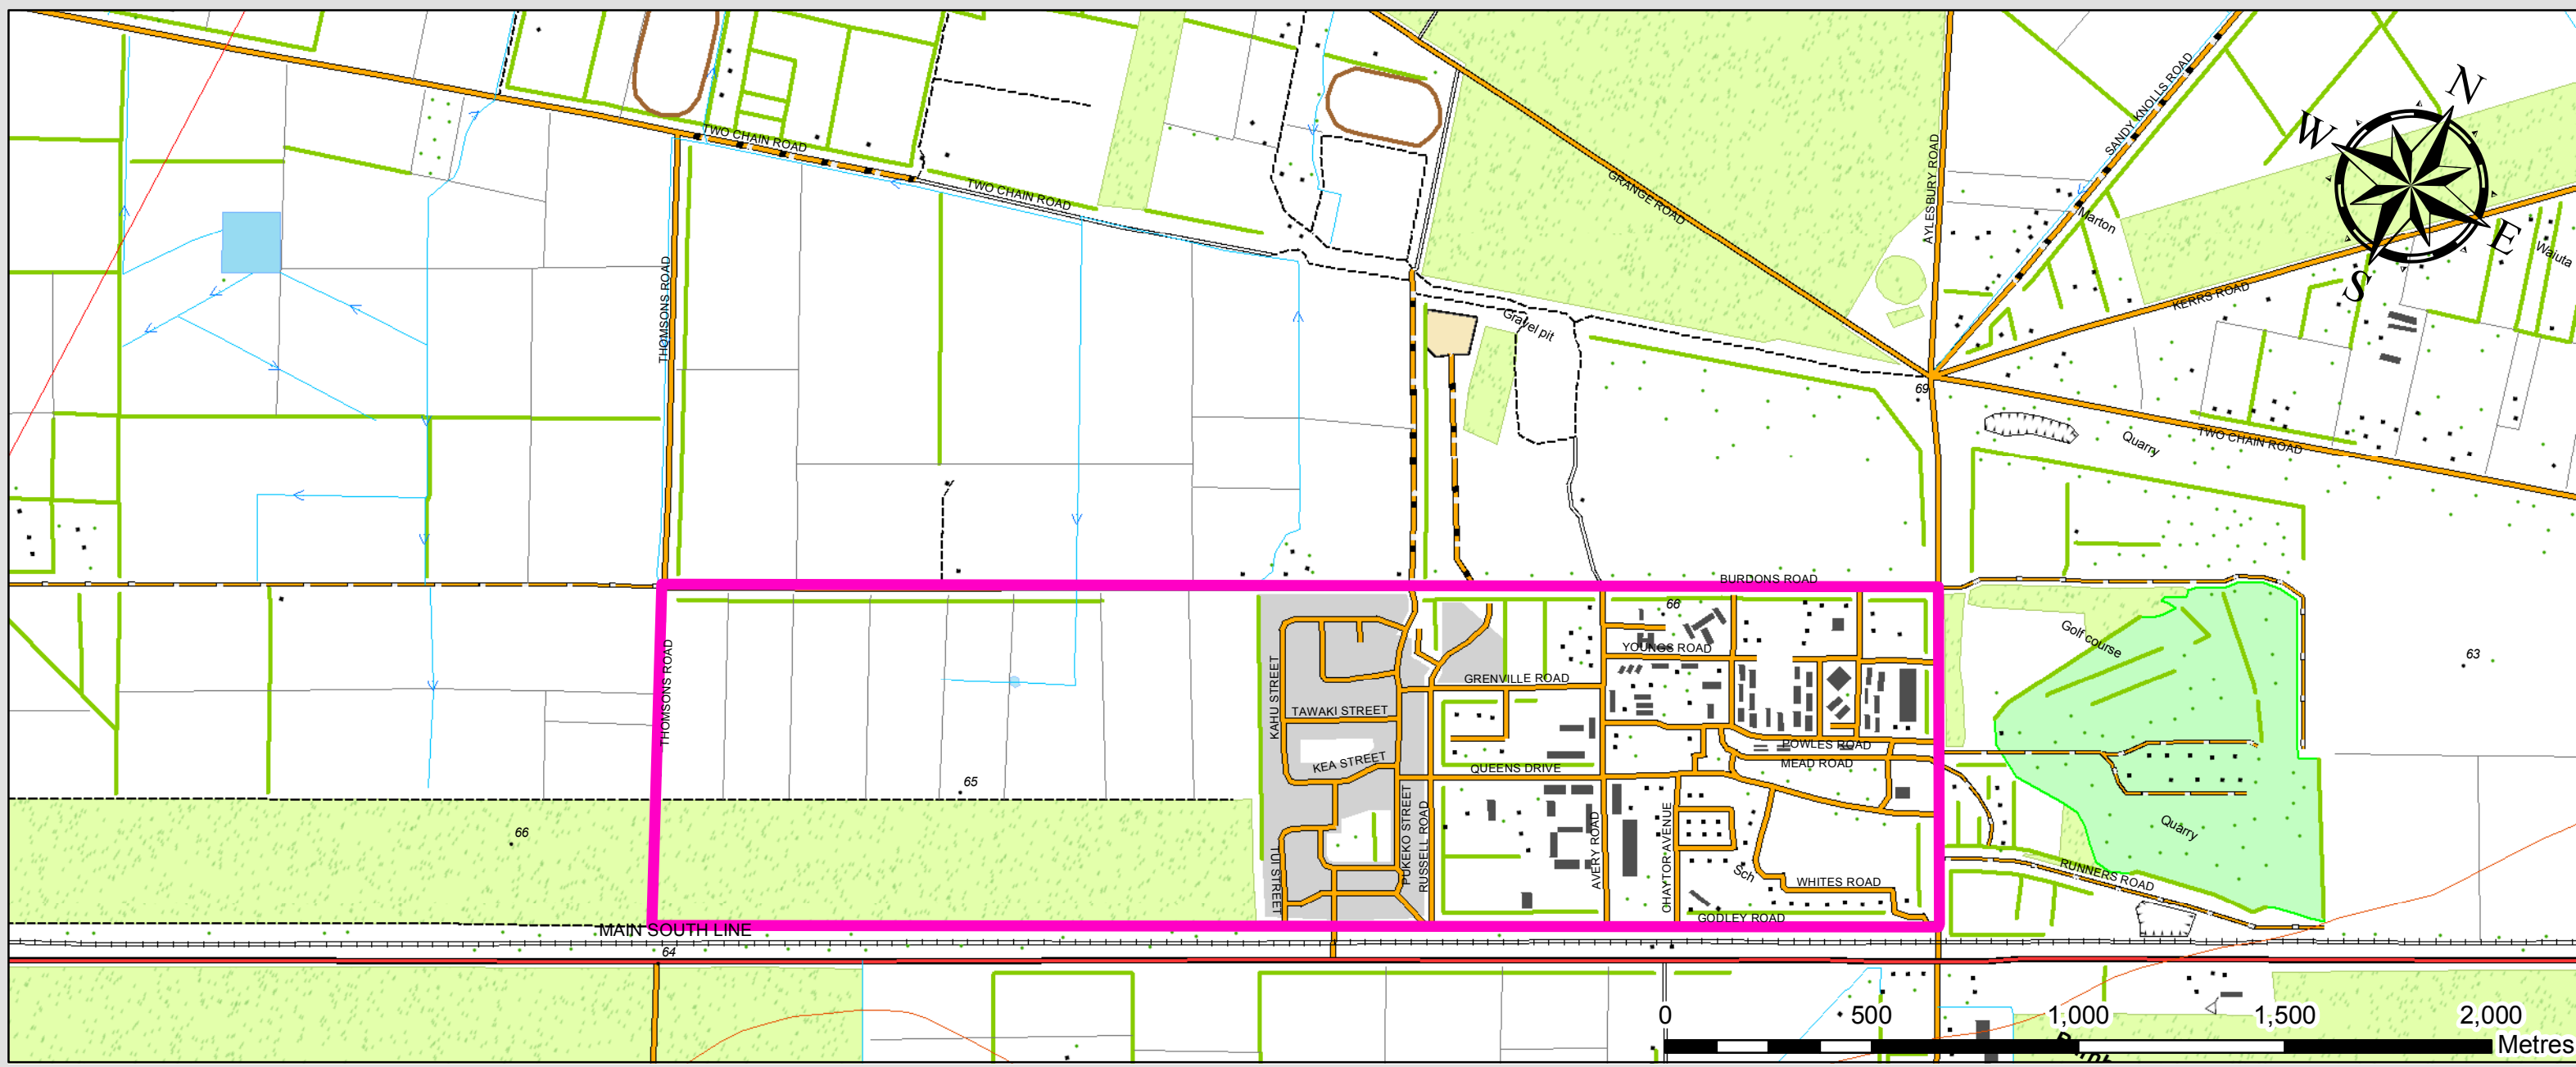 N
W
E
S
TWO CHAIN ROAD
TWO CHAIN ROAD
GRANGE ROAD
AYLESBURY ROAD
SANDY KNOLLS ROAD
Marton
Waiuta
KERRS ROAD
THOMSONS ROAD
Gravel pit
69
Quarry
TWO CHAIN ROAD
BURDONS ROAD
66
YOUNGS ROAD
GRENVILLE ROAD
Golf course
63
THOMSONS ROAD
KAHU STREET
TAWAKI STREET
KEA STREET
QUEENS DRIVE
POWLES ROAD
MEAD ROAD
65
66
PUKEKO STREET
RUSSELL ROAD
AVERY ROAD
CHAYTOR AVENUE
Quarry
TUI STREET
Sch
WHITES ROAD
RUNNERS ROAD
GODLEY ROAD
MAIN SOUTH LINE
64
0 500 1,000 1,500 2,000
Metres